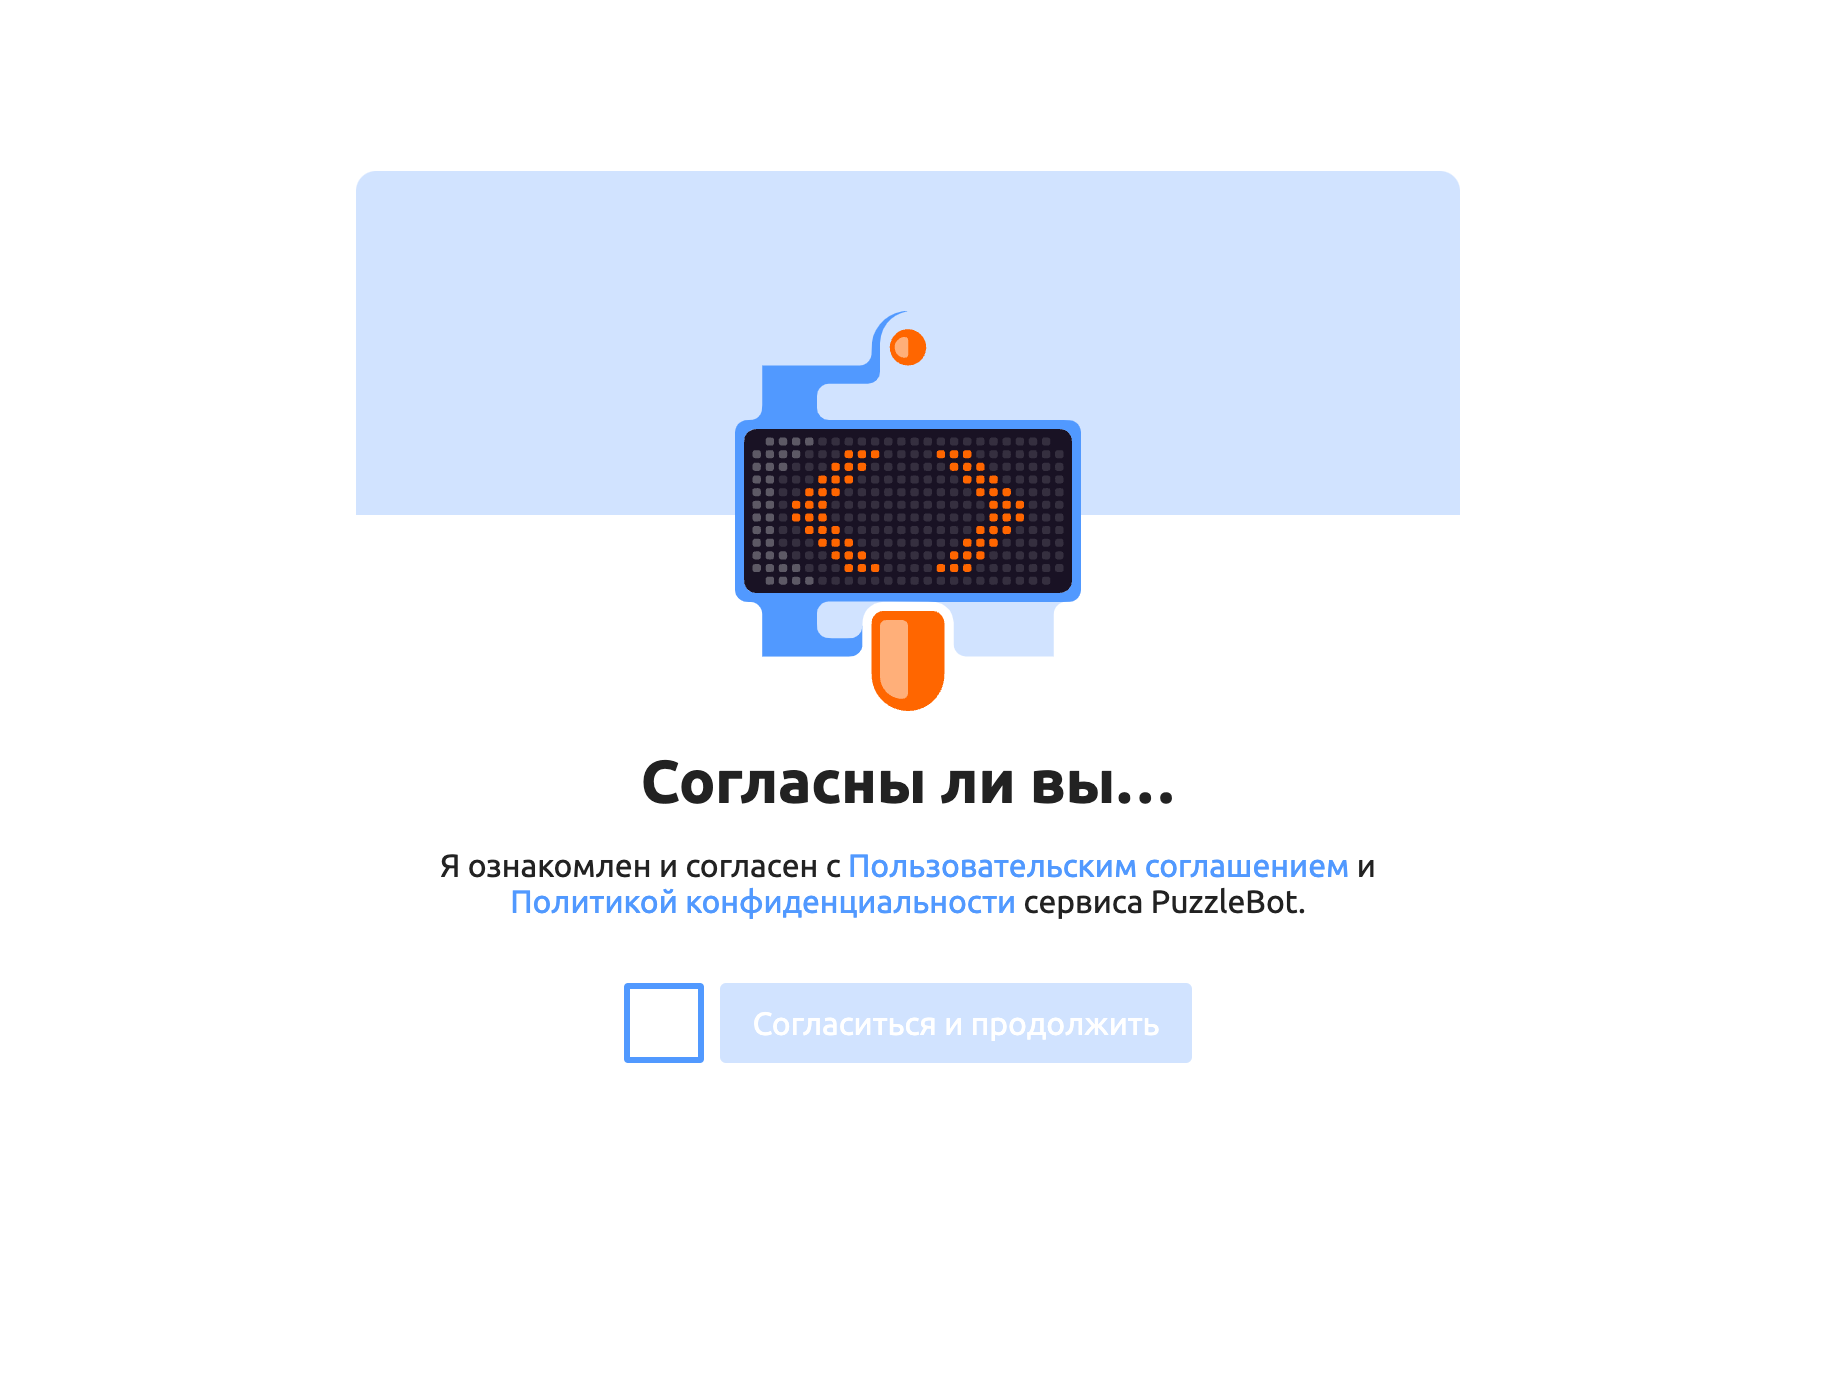 Согласны ли вы...
Я ознакомлен и согласен с Пользовательским соглашением и
Политикой конфиденциальности сервиса PuzzleBot.
Согласиться и продолжить